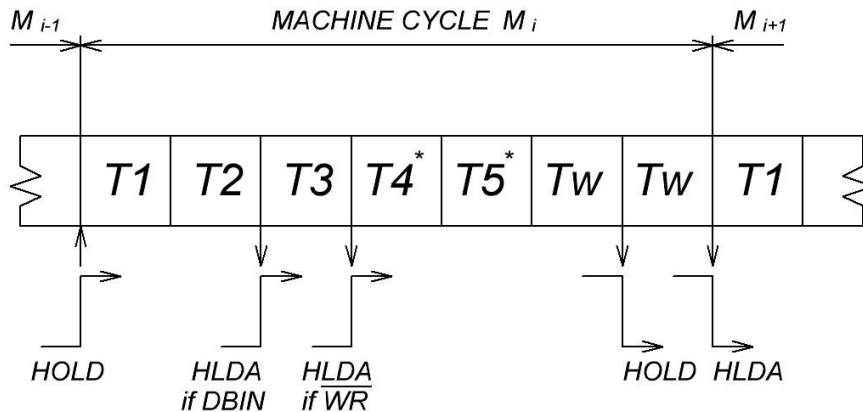 M i-1 MACHINE CYCLE M i M i+1
T1 T2 T3 T4* T5* Tw Tw T1
HOLD HLDA HLDA HOLD HLDA
if DBIN if W̅R̅